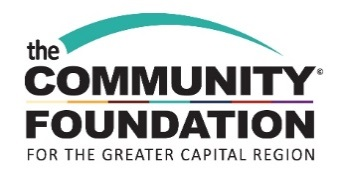 the
COMMUNITY©
FOUNDATION
FOR THE GREATER CAPITAL REGION